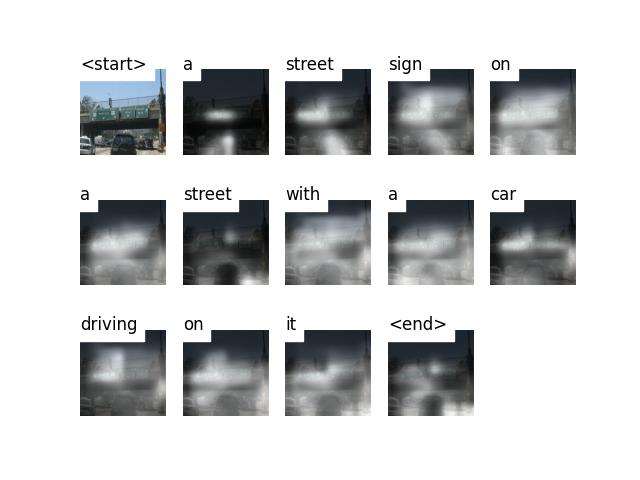 <start> a street sign on
a street with a car
driving on it <end>